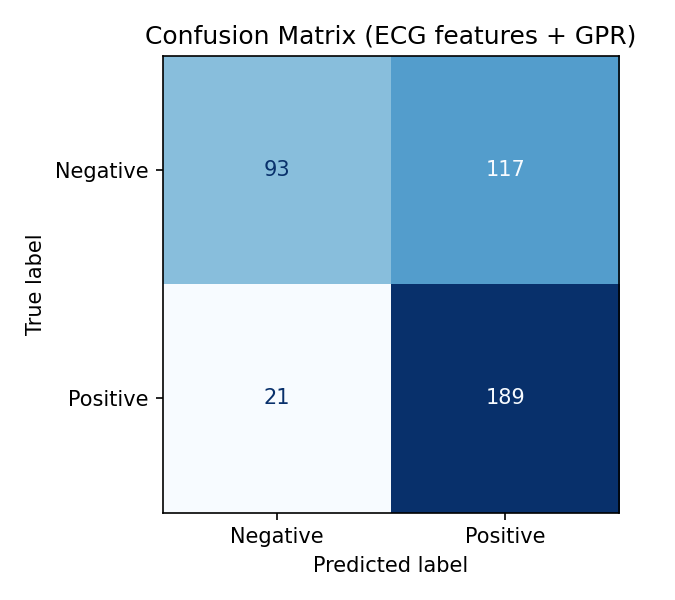 Confusion Matrix (ECG features + GPR)
True label
Negative
93
117
Positive
21
189
Negative
Positive
Predicted label